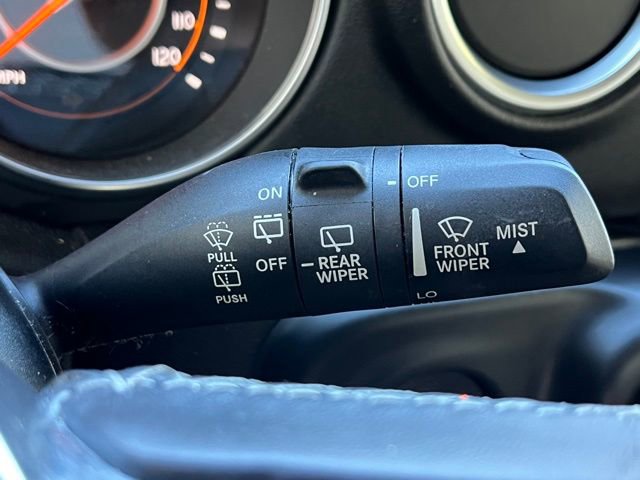 110
120
MPH
ON
OFF
PULL
PUSH
REAR
WIPER
OFF
FRONT
WIPER
MIST
LO